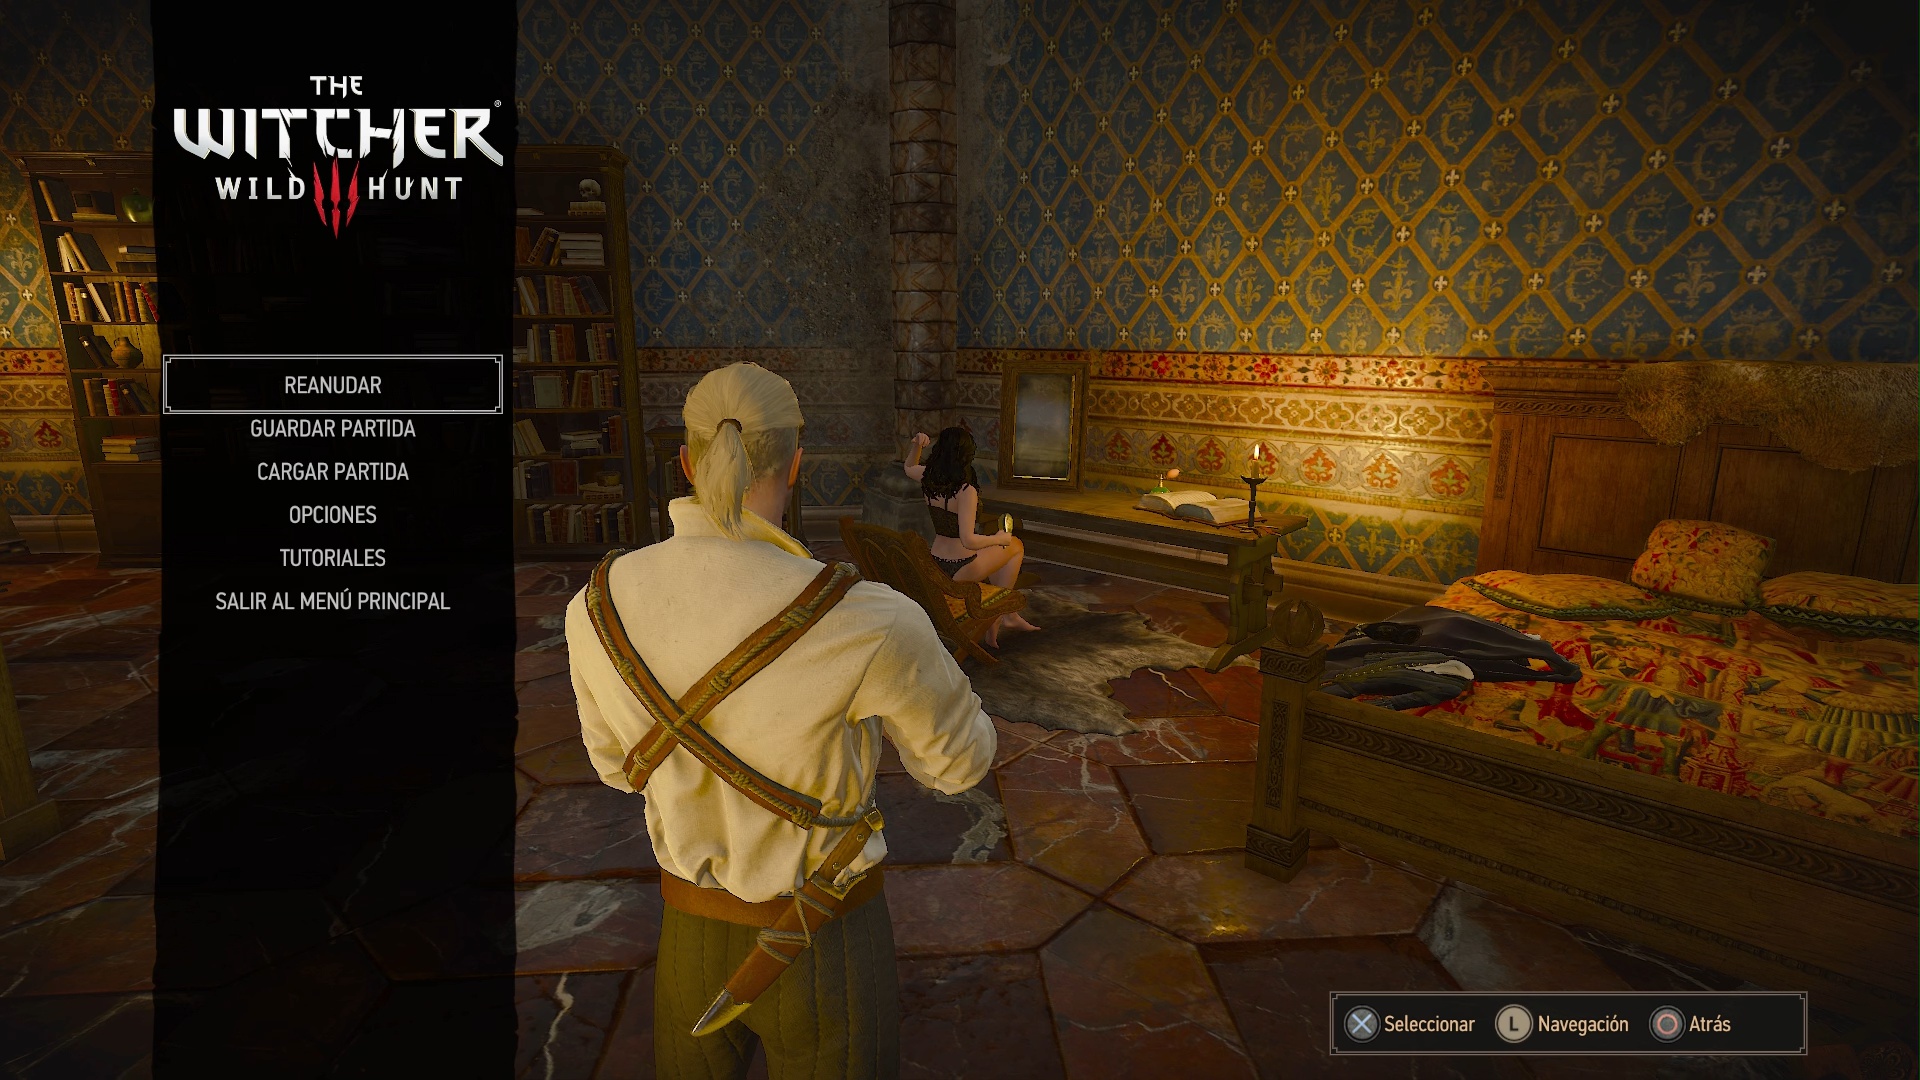 THE
WITCHER®
WILD HUNT
REANUDAR
GUARDAR PARTIDA
CARGAR PARTIDA
OPCIONES
TUTORIALES
SALIR AL MENÚ PRINCIPAL
Seleccionar L Navegación Atrás